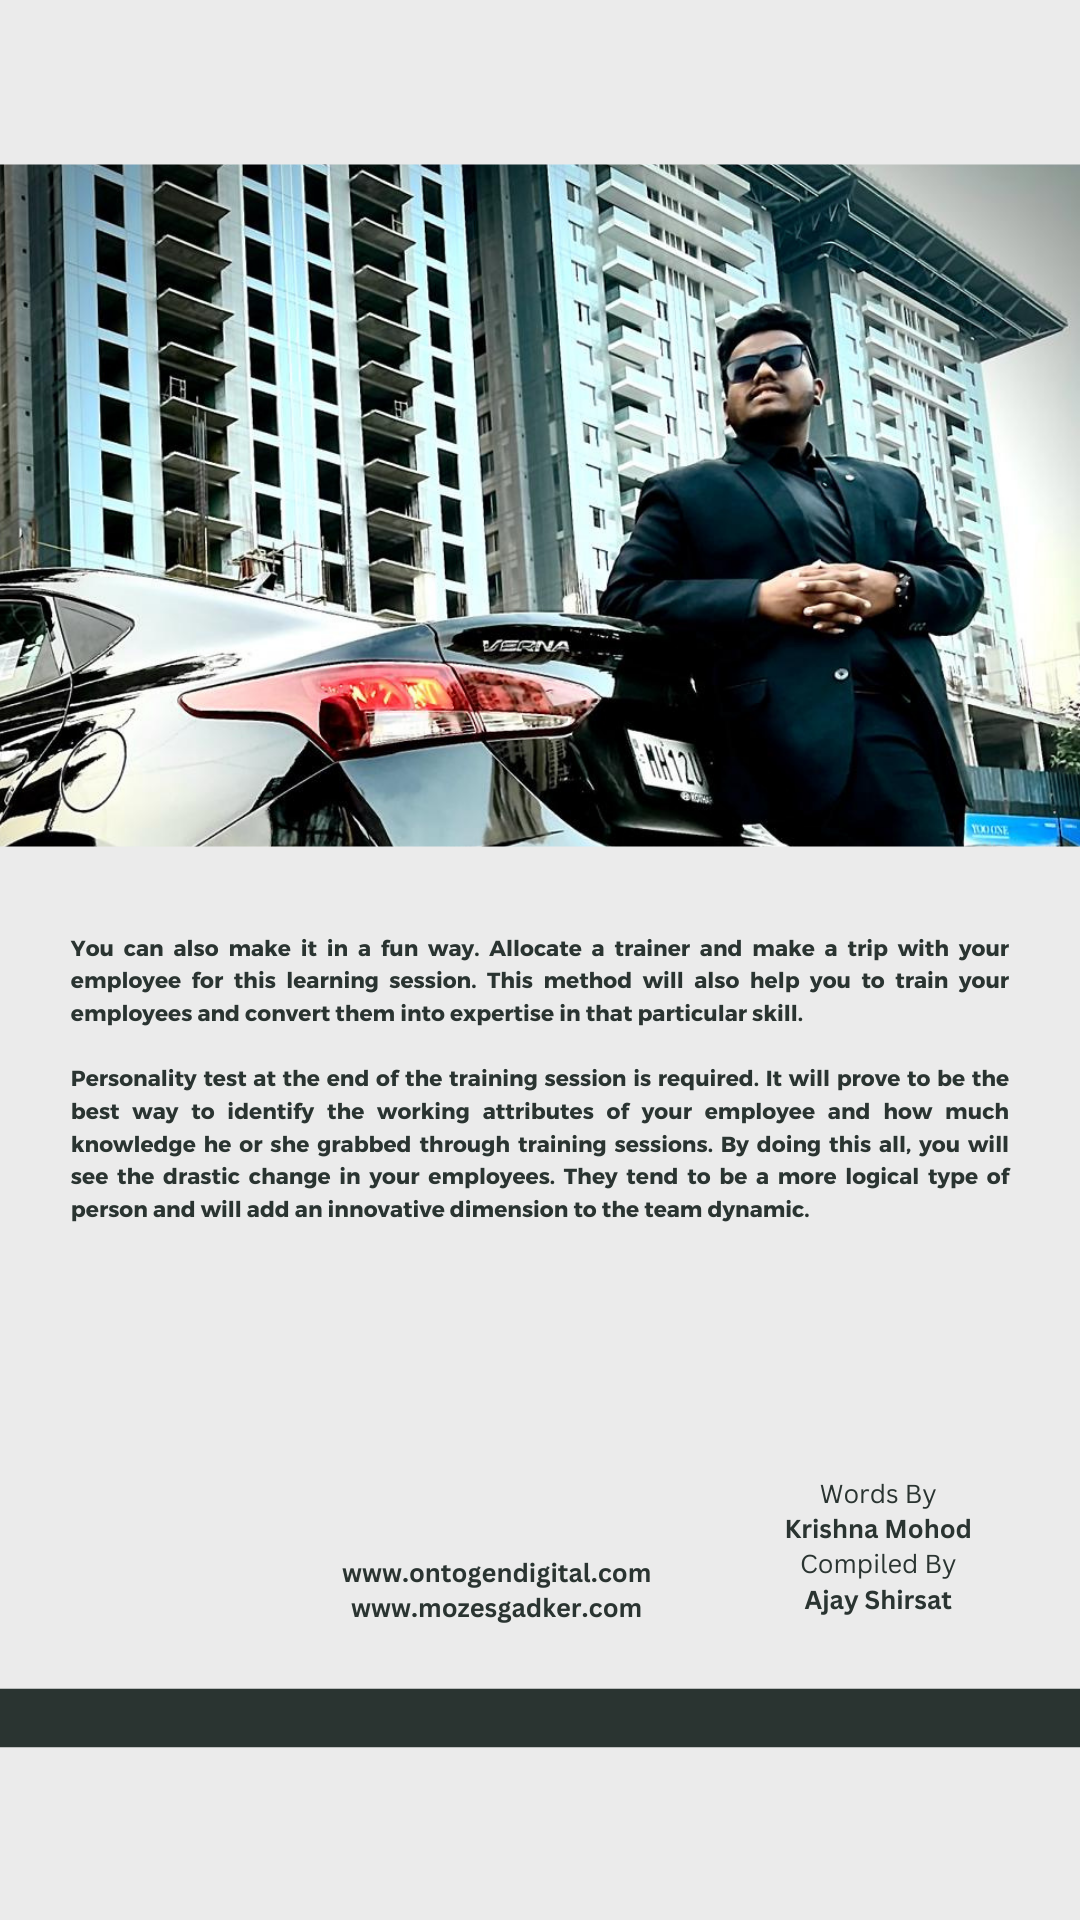 VERNA
MH12U
YOO ONE
You can also make it in a fun way. Allocate a trainer and make a trip with your
employee for this learning session. This method will also help you to train your
employees and convert them into expertise in that particular skill.
Personality test at the end of the training session is required. It will prove to be the
best way to identify the working attributes of your employee and how much
knowledge he or she grabbed through training sessions. By doing this all, you will
see the drastic change in your employees. They tend to be a more logical type of
person and will add an innovative dimension to the team dynamic.
Words By
Krishna Mohod
Compiled By
Ajay Shirsat
www.ontogendigital.com
www.mozesgadker.com